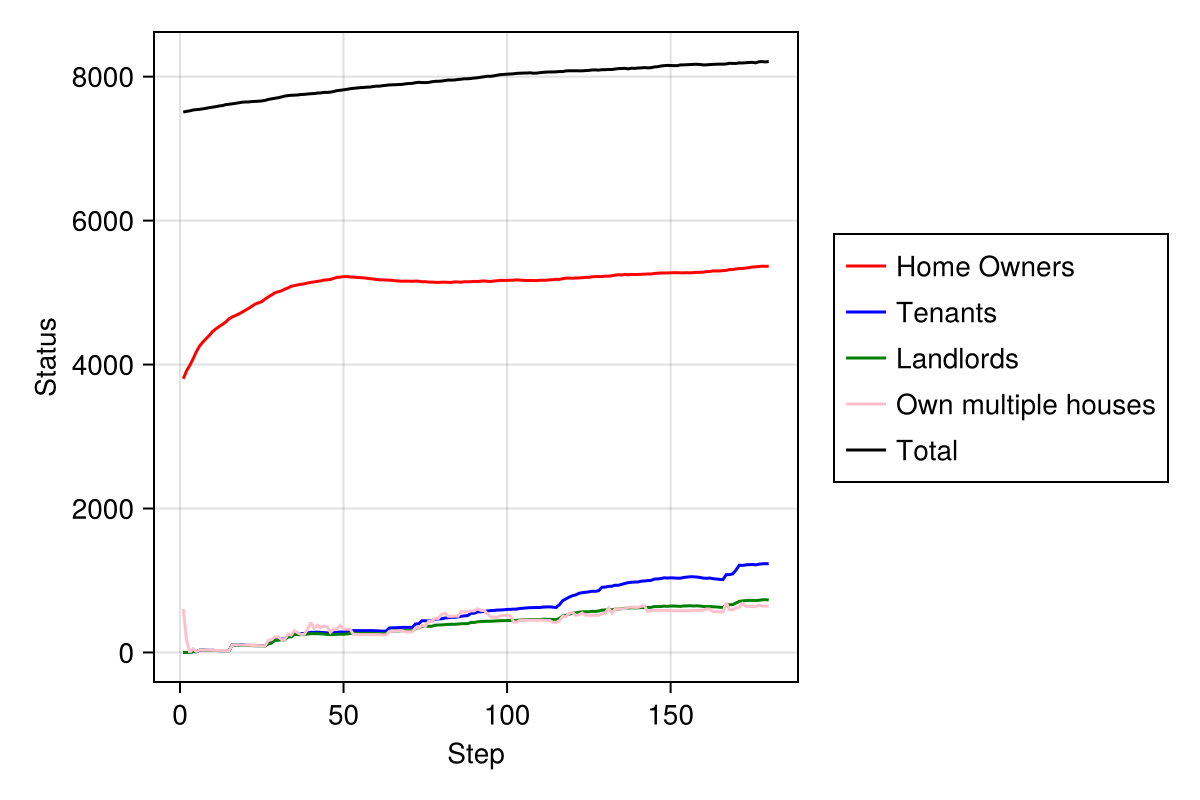 8000
6000
4000
2000
0
Status
0 50 100 150
Step
Home Owners
Tenants
Landlords
Own multiple houses
Total